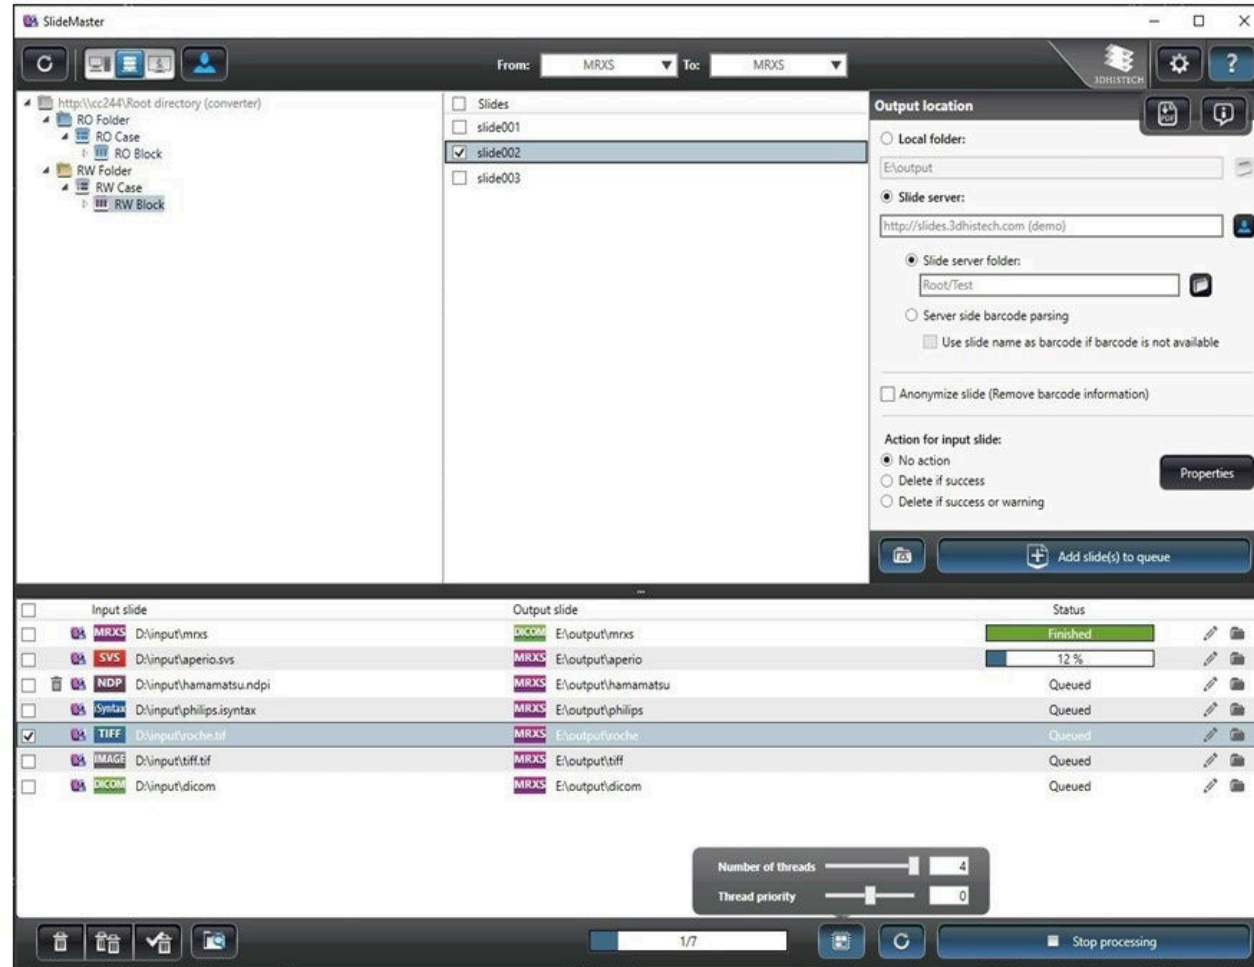 SlideMaster
From: MRXS To: MRXS
3DHISTECH
?
http:\\cc244\Root directory (converter)
RO Folder
RO Case
RO Block
RW Folder
RW Case
RW Block
Slides
slide001
slide002
slide003
Output location
PDF
Local folder:
E:\output
Slide server:
http://slides.3dhistech.com (demo)
Slide server folder:
Root/Test
Server side barcode parsing
Use slide name as barcode if barcode is not available
Anonymize slide (Remove barcode information)
Action for input slide:
No action
Delete if success
Delete if success or warning
Properties
Add slide(s) to queue
Input slide Output slide Status
MRXS D:\input\mrxs DICOM E:\output\mrxs Finished
SVS D:\input\aperio.svs MRXS E:\output\aperio 12 %
NDP D:\input\hamamatsu.ndpi MRXS E:\output\hamamatsu Queued
iSyntax D:\input\philips.isyntax MRXS E:\output\philips Queued
TIFF D:\input\roche.tif MRXS E:\output\roche Queued
IMAGE D:\input\tiff.tif MRXS E:\output\tiff Queued
DICOM D:\input\dicom MRXS E:\output\dicom Queued
Number of threads 4
Thread priority 0
1/7
Stop processing